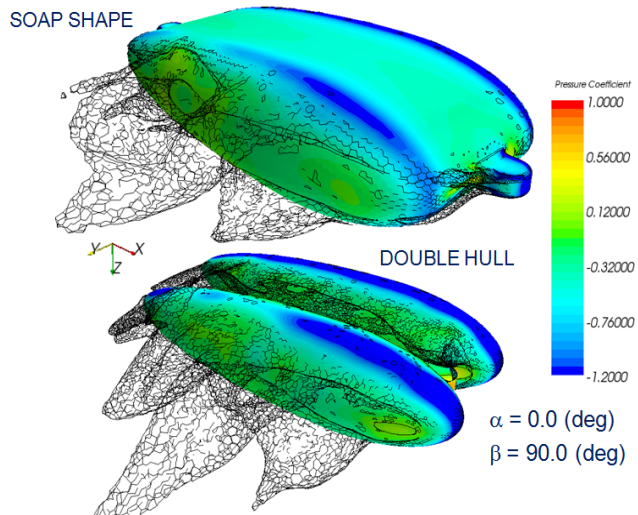 SOAP SHAPE
Pressure Coefficient
1.0000
0.56000
0.12000
-0.32000
-0.76000
-1.2000
Y X
Z
DOUBLE HULL
α = 0.0 (deg)
β = 90.0 (deg)